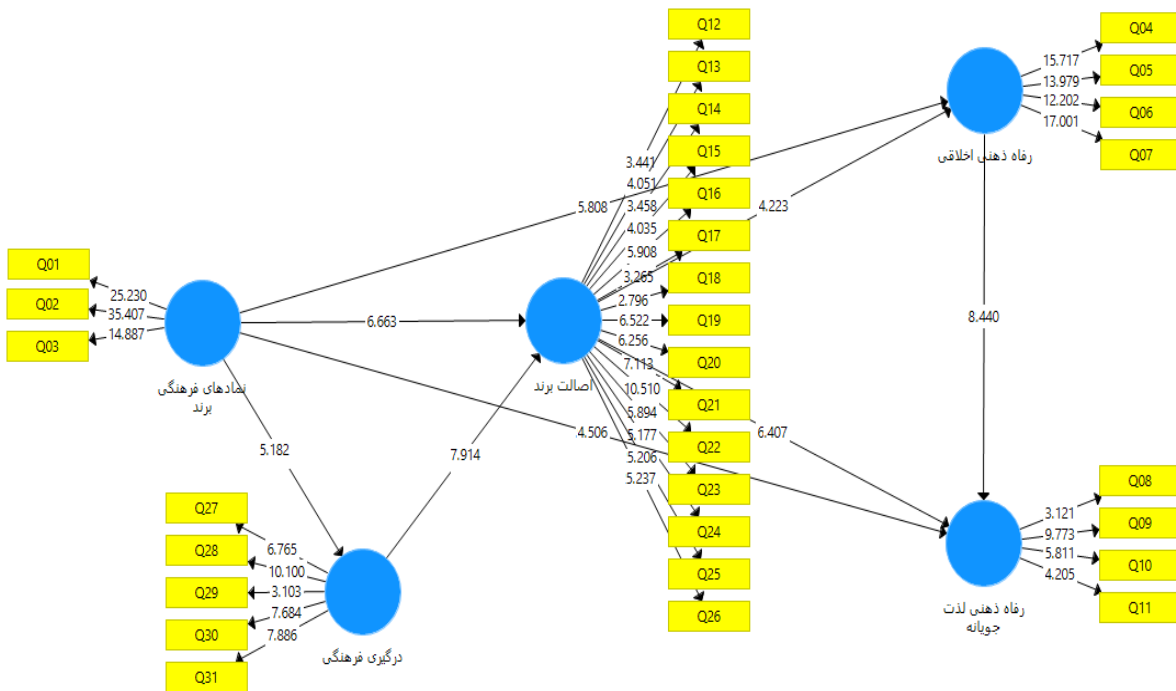 Q12
Q13
Q14
Q15
Q16
Q17
Q18
Q19
Q20
Q21
Q22
Q23
Q24
Q25
Q26
3.441
4.051
3.458
4.035
5.908
3.265
2.796
6.522
6.256
7.113
10.510
5.894
5.177
5.206
5.237
Q04
Q05
Q06
Q07
15.717
13.979
12.202
17.001
رفاه ذهنی اخلاقی
5.808
4.223
Q01
Q02
Q03
25.230
35.407
14.887
نمادهای فرهنگی
برند
6.663
اصالت برند
8.440
5.182
7.914
4.506
6.407
Q27
Q28
Q29
Q30
Q31
6.765
10.100
3.103
7.684
7.886
درگیری فرهنگی
Q08
Q09
Q10
Q11
3.121
9.773
5.811
4.205
رفاه ذهنی لذت
جویانه